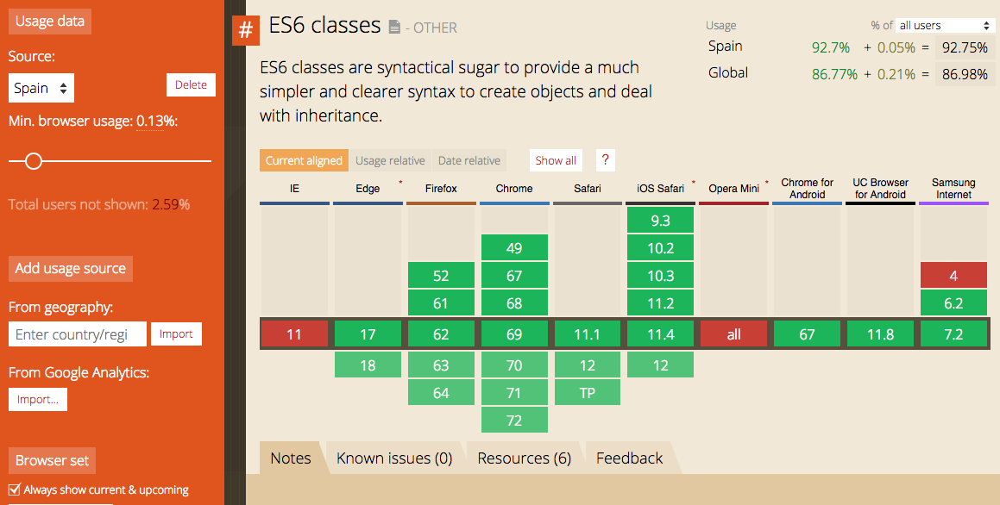 Usage data
Source:
Spain
Delete
Min. browser usage: 0.13%:
Total users not shown: 2.59%
Add usage source
From geography:
Enter country/regi
Import
From Google Analytics:
Import...
Browser set
Always show current & upcoming
# ES6 classes - OTHER
ES6 classes are syntactical sugar to provide a much
simpler and clearer syntax to create objects and deal
with inheritance.
Usage % of all users
Spain 92.7% + 0.05% = 92.75%
Global 86.77% + 0.21% = 86.98%
Current aligned Usage relative Date relative Show all ?
IE Edge * Firefox Chrome Safari iOS Safari * Opera Mini * Chrome for Android UC Browser for Android Samsung Internet
9.3
49 10.2
52 67 10.3 4
61 68 11.2 6.2
11 17 62 69 11.1 11.4 all 67 11.8 7.2
18 63 70 12 12
64 71 TP
72
Notes Known issues (0) Resources (6) Feedback